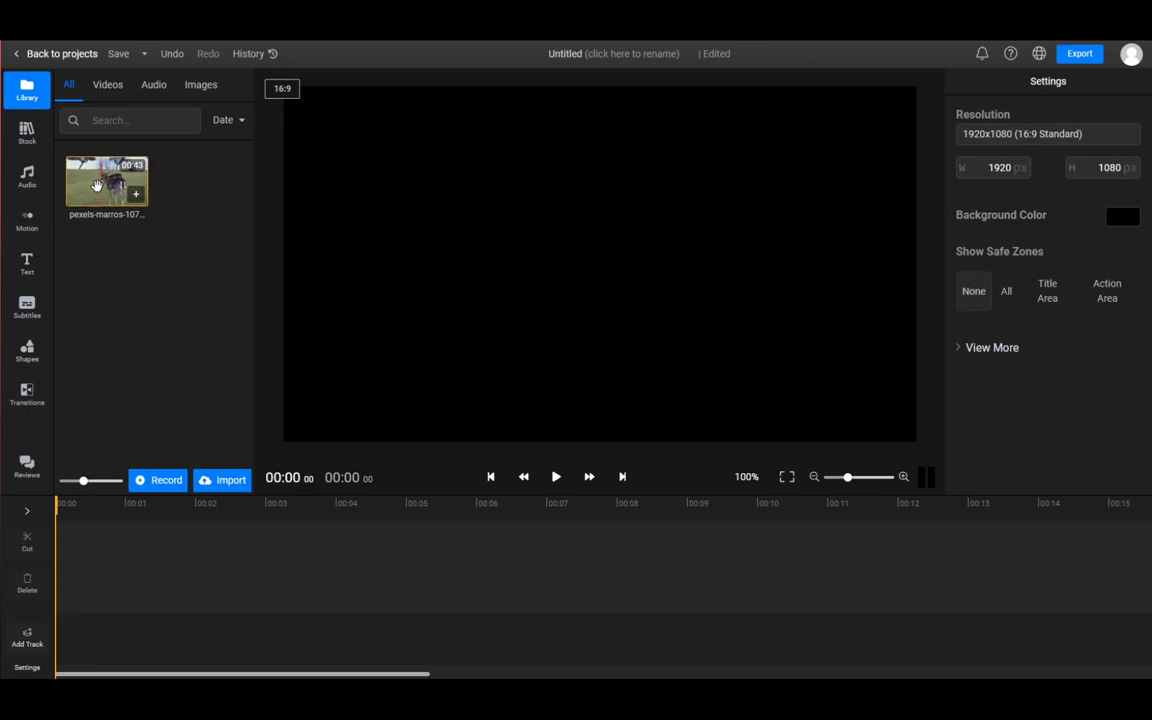 Back to projects Save Undo Redo History Untitled (click here to rename) | Edited Export
Library All Videos Audio Images 16:9 Settings
Search... Date
Stock
Audio
Motion
Text
Subtitles
Shapes
Transitions
Reviews
00:43
pexels-marros-107...
Resolution
1920x1080 (16:9 Standard)
W 1920 px H 1080 px
Background Color
Show Safe Zones
None All Title Area Action Area
View More
Record Import 00:00 00 00:00 00 100%
00:00 00:01 00:02 00:03 00:04 00:05 00:06 00:07 00:08 00:09 00:10 00:11 00:12 00:13 00:14 00:15
Cut
Delete
Add Track
Settings